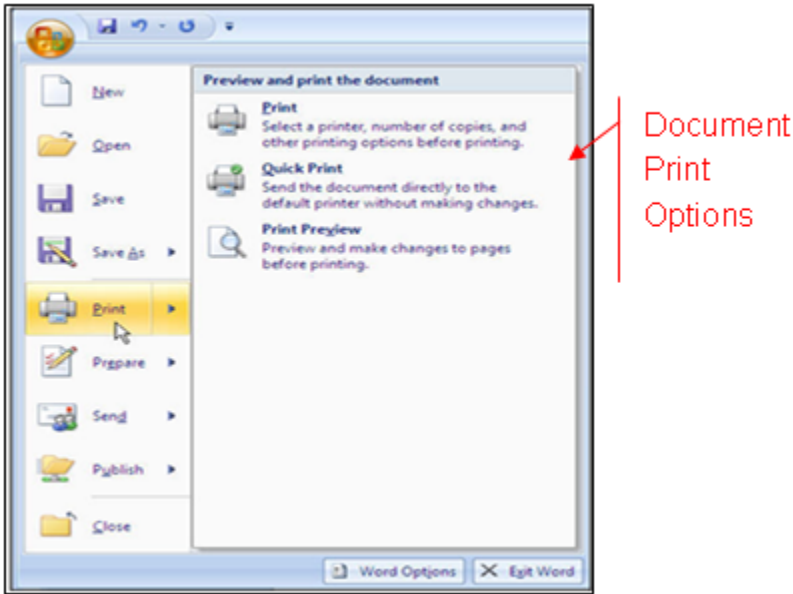 New
Open
Save
Save As
Print
Prepare
Send
Publish
Close
Preview and print the document
Print
Select a printer, number of copies, and
other printing options before printing.
Quick Print
Send the document directly to the
default printer without making changes.
Print Preview
Preview and make changes to pages
before printing.
Word Options
Exit Word
Document
Print
Options